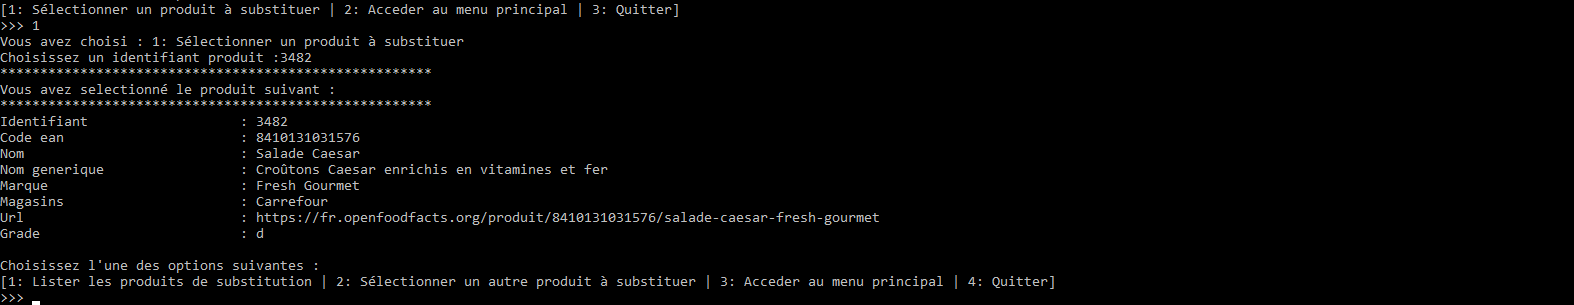 [1: Sélectionner un produit à substituer | 2: Acceder au menu principal | 3: Quitter]
>>> 1
Vous avez choisi : 1: Sélectionner un produit à substituer
Choisissez un identifiant produit :3482
******************************************************
Vous avez selectionné le produit suivant :
******************************************************
Identifiant                   : 3482
Code ean                      : 8410131031576
Nom                           : Salade Caesar
Nom generique                 : Croûtons Caesar enrichis en vitamines et fer
Marque                        : Fresh Gourmet
Magasins                      : Carrefour
Url                           : https://fr.openfoodfacts.org/produit/8410131031576/salade-caesar-fresh-gourmet
Grade                         : d

Choisissez l'une des options suivantes :
[1: Lister les produits de substitution | 2: Sélectionner un autre produit à substituer | 3: Acceder au menu principal | 4: Quitter]
>>>